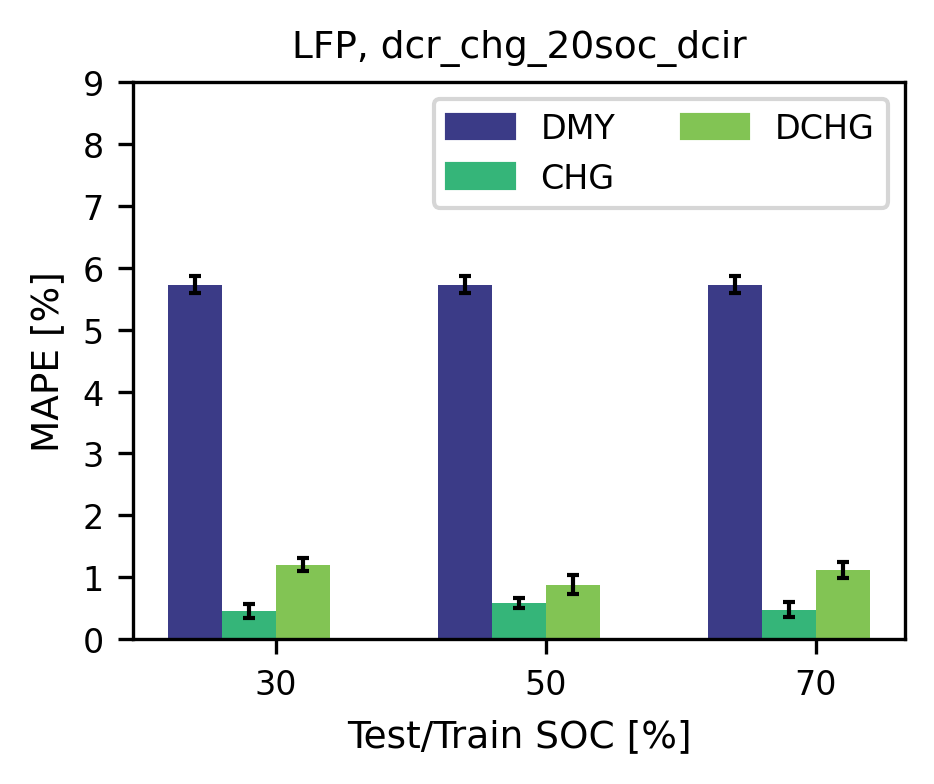 LFP, dcr_chg_20soc_dcir
DMY
CHG
DCHG
MAPE [%]
9
8
7
6
5
4
3
2
1
0
30
50
70
Test/Train SOC [%]